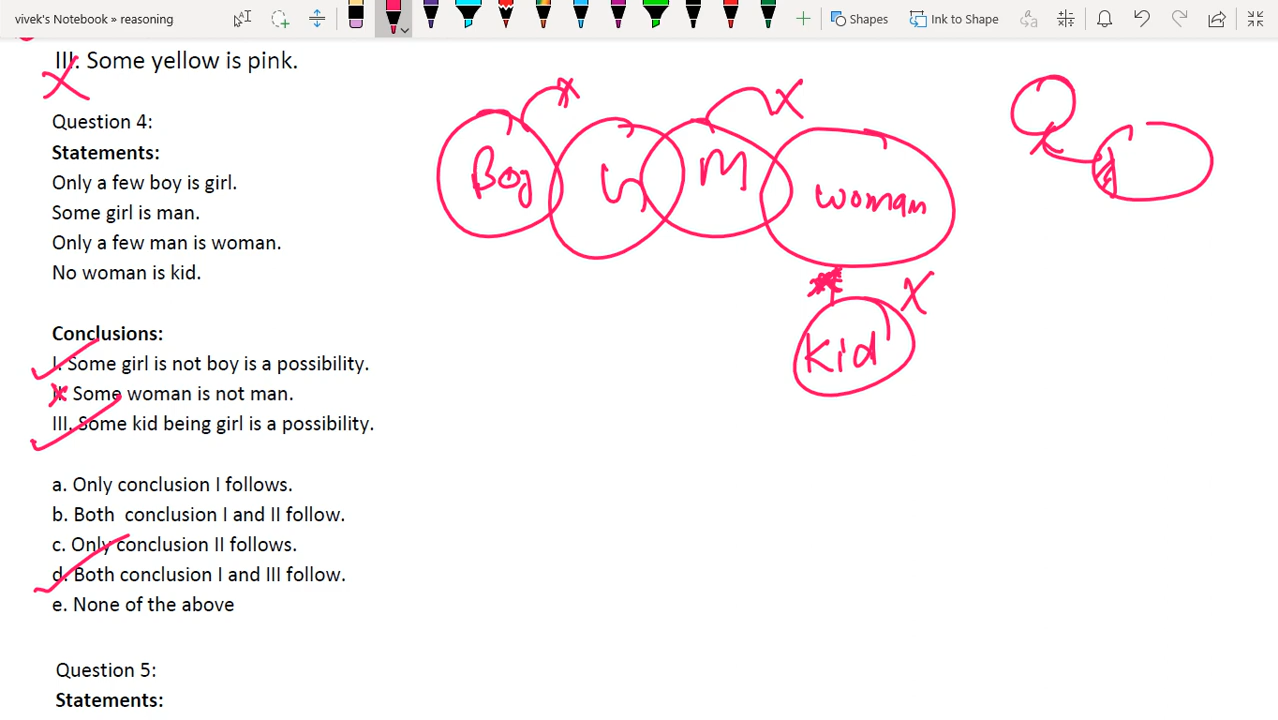 vivek's Notebook » reasoning
Shapes
Ink to Shape
III. Some yellow is pink.
Question 4:
Statements:
Only a few boy is girl.
Some girl is man.
Only a few man is woman.
No woman is kid.
Conclusions:
I. Some girl is not boy is a possibility.
II. Some woman is not man.
III. Some kid being girl is a possibility.
a. Only conclusion I follows.
b. Both conclusion I and II follow.
c. Only conclusion II follows.
d. Both conclusion I and III follow.
e. None of the above
Question 5:
Statements:
Boy
M
woman
kid